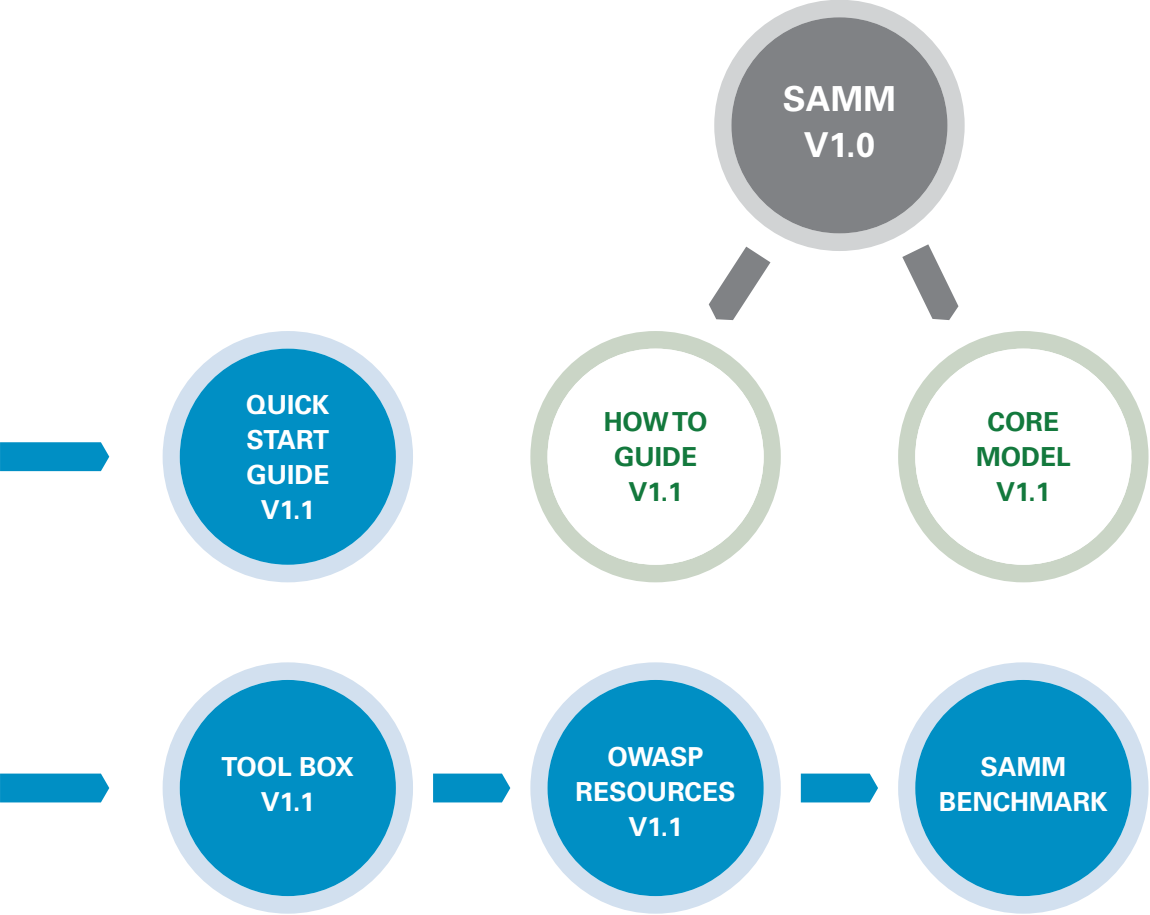 SAMM
V1.0
QUICK
START
GUIDE
V1.1
HOW TO
GUIDE
V1.1
CORE
MODEL
V1.1
TOOL BOX
V1.1
OWASP
RESOURCES
V1.1
SAMM
BENCHMARK